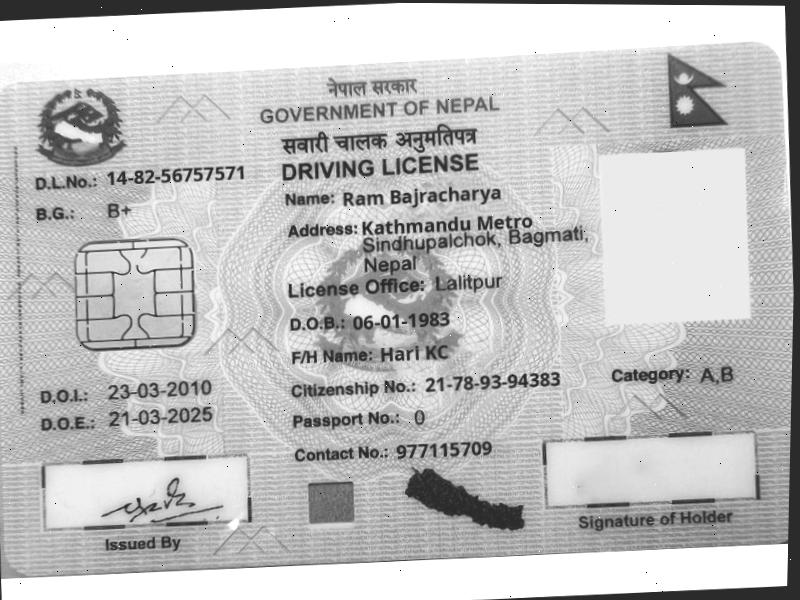 नेपाल सरकार
GOVERNMENT OF NEPAL
सवारी चालक अनुमतिपत्र
DRIVING LICENSE
D.L.No.: 14-82-56757571
B.G.: B+
Name: Ram Bajracharya
Address: Kathmandu Metro
Sindhupalchok, Bagmati,
Nepal
License Office: Lalitpur
D.O.B.: 06-01-1983
F/H Name: Hari KC
D.O.I.: 23-03-2010
Citizenship No.: 21-78-93-94383
Category: A,B
D.O.E.: 21-03-2025
Passport No.: 0
Contact No.: 977115709
Issued By
Signature of Holder